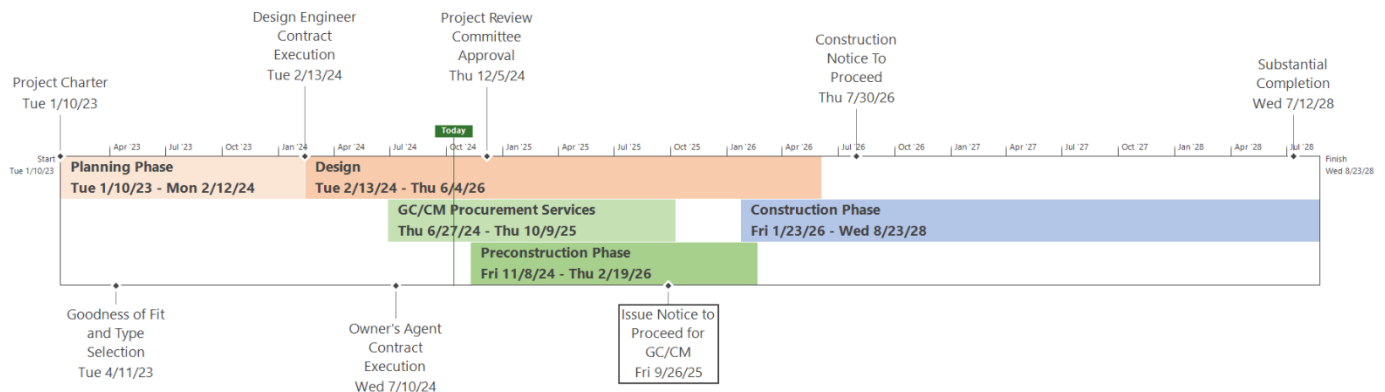 Design Engineer
Contract
Execution
Tue 2/13/24
Project Review
Committee
Approval
Thu 12/5/24
Construction
Notice To
Proceed
Thu 7/30/26
Substantial
Completion
Wed 7/12/28
Project Charter
Tue 1/10/23
Today
Apr '23
Jul '23
Oct '23
Jan '24
Apr '24
Jul '24
Oct '24
Jan '25
Apr '25
Jul '25
Oct '25
Jan '26
Apr '26
Jul '26
Oct '26
Jan '27
Apr '27
Jul '27
Oct '27
Jan '28
Apr '28
Jul '28
Start
Tue 1/10/23
Finish
Wed 8/23/28
Planning Phase
Tue 1/10/23 - Mon 2/12/24
Design
Tue 2/13/24 - Thu 6/4/26
GC/CM Procurement Services
Thu 6/27/24 - Thu 10/9/25
Construction Phase
Fri 1/23/26 - Wed 8/23/28
Preconstruction Phase
Fri 11/8/24 - Thu 2/19/26
Goodness of Fit
and Type
Selection
Tue 4/11/23
Owner's Agent
Contract
Execution
Wed 7/10/24
Issue Notice to
Proceed for
GC/CM
Fri 9/26/25